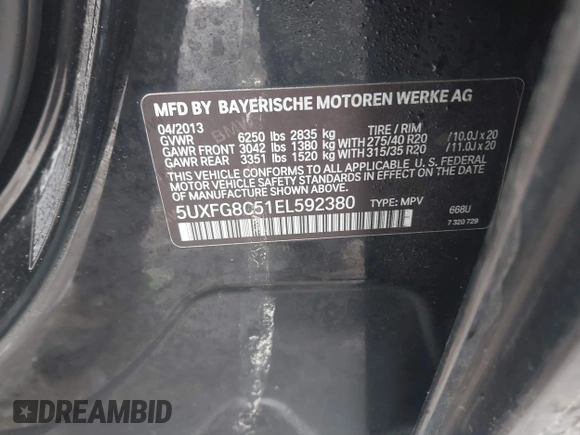 MFD BY BAYERISCHE MOTOREN WERKE AG
04/2013
GVWR 6250 lbs 2835 kg TIRE / RIM
GAWR FRONT 3042 lbs 1380 kg WITH 275/40 R20 /10.0J x 20
GAWR REAR 3351 lbs 1520 kg WITH 315/35 R20 /11.0J x 20
THIS VEHICLE CONFORMS TO ALL APPLICABLE U. S. FEDERAL
MOTOR VEHICLE SAFETY STANDARDS IN EFFECT ON THE DATE
OF MANUFACTURE SHOWN ABOVE.
5UXFG8C51EL592380 TYPE: MPV 668U
7 320 729
DREAMBID